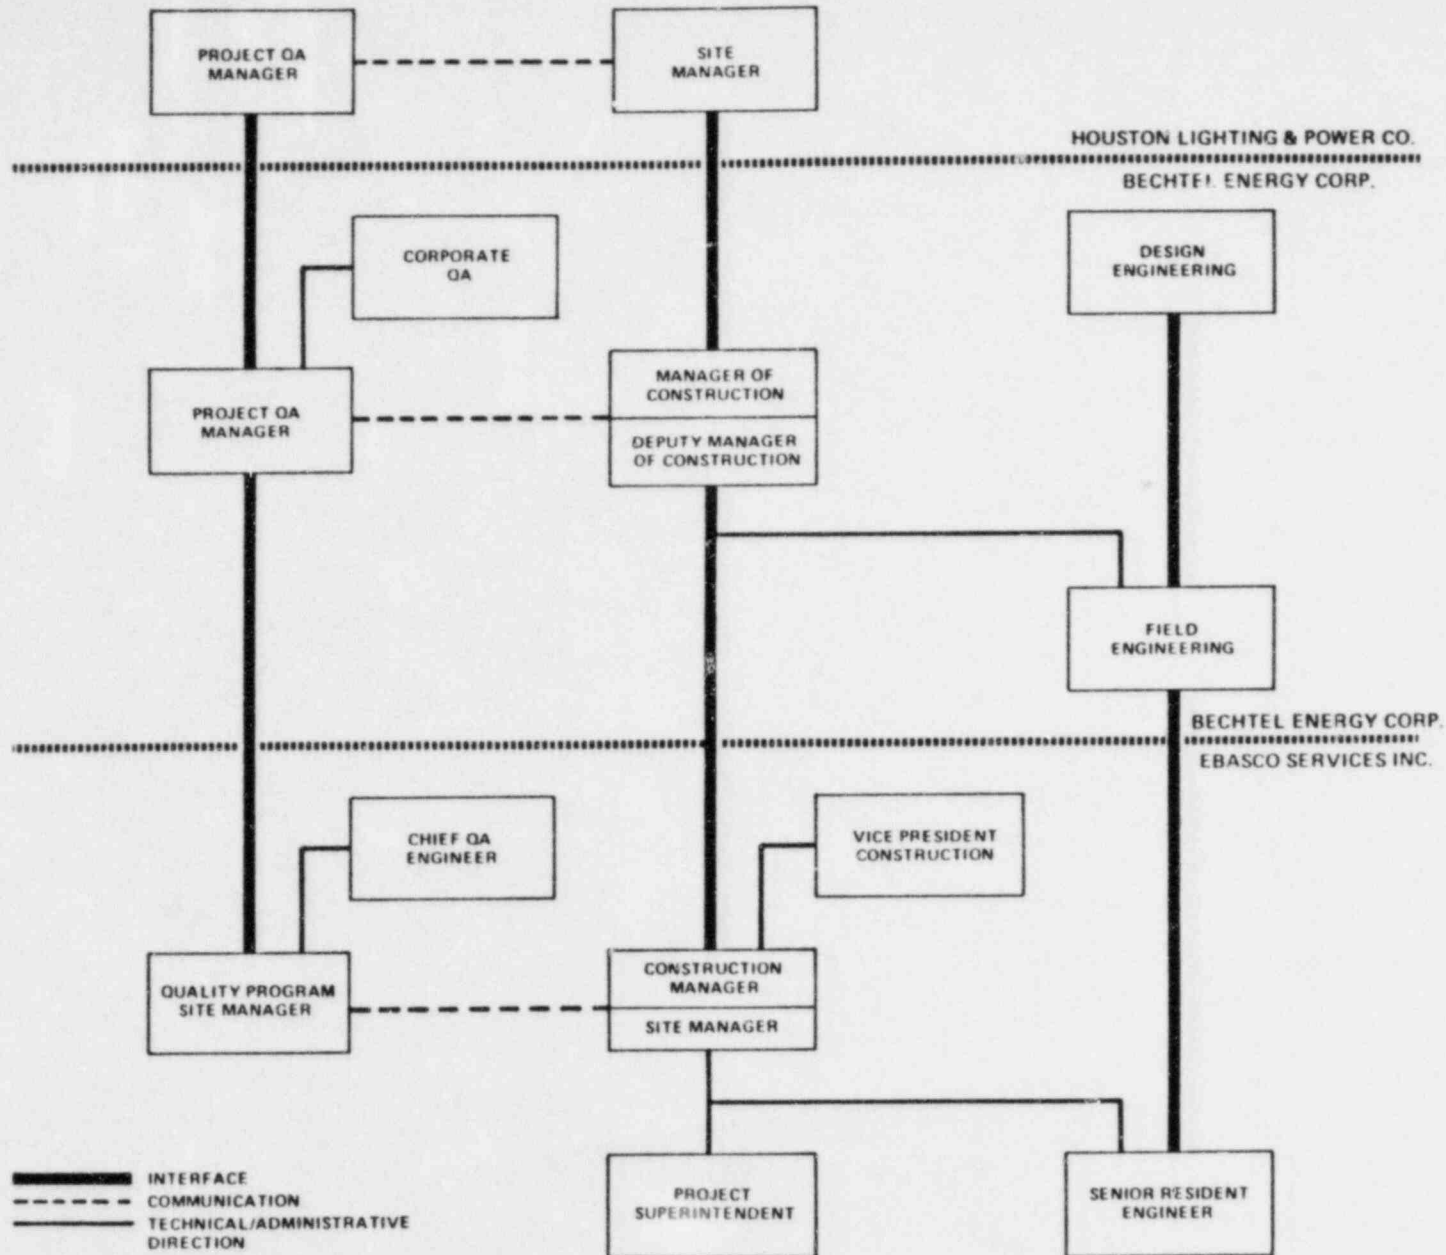 PROJECT QA
MANAGER
SITE
MANAGER
HOUSTON LIGHTING & POWER CO.
BECHTEL ENERGY CORP.
CORPORATE
QA
DESIGN
ENGINEERING
MANAGER OF
CONSTRUCTION
PROJECT QA
MANAGER
DEPUTY MANAGER
OF CONSTRUCTION
FIELD
ENGINEERING
BECHTEL ENERGY CORP.
EBASCO SERVICES INC.
CHIEF QA
ENGINEER
VICE PRESIDENT
CONSTRUCTION
QUALITY PROGRAM
SITE MANAGER
CONSTRUCTION
MANAGER
SITE MANAGER
INTERFACE
COMMUNICATION
TECHNICAL/ADMINISTRATIVE
DIRECTION
PROJECT
SUPERINTENDENT
SENIOR RESIDENT
ENGINEER